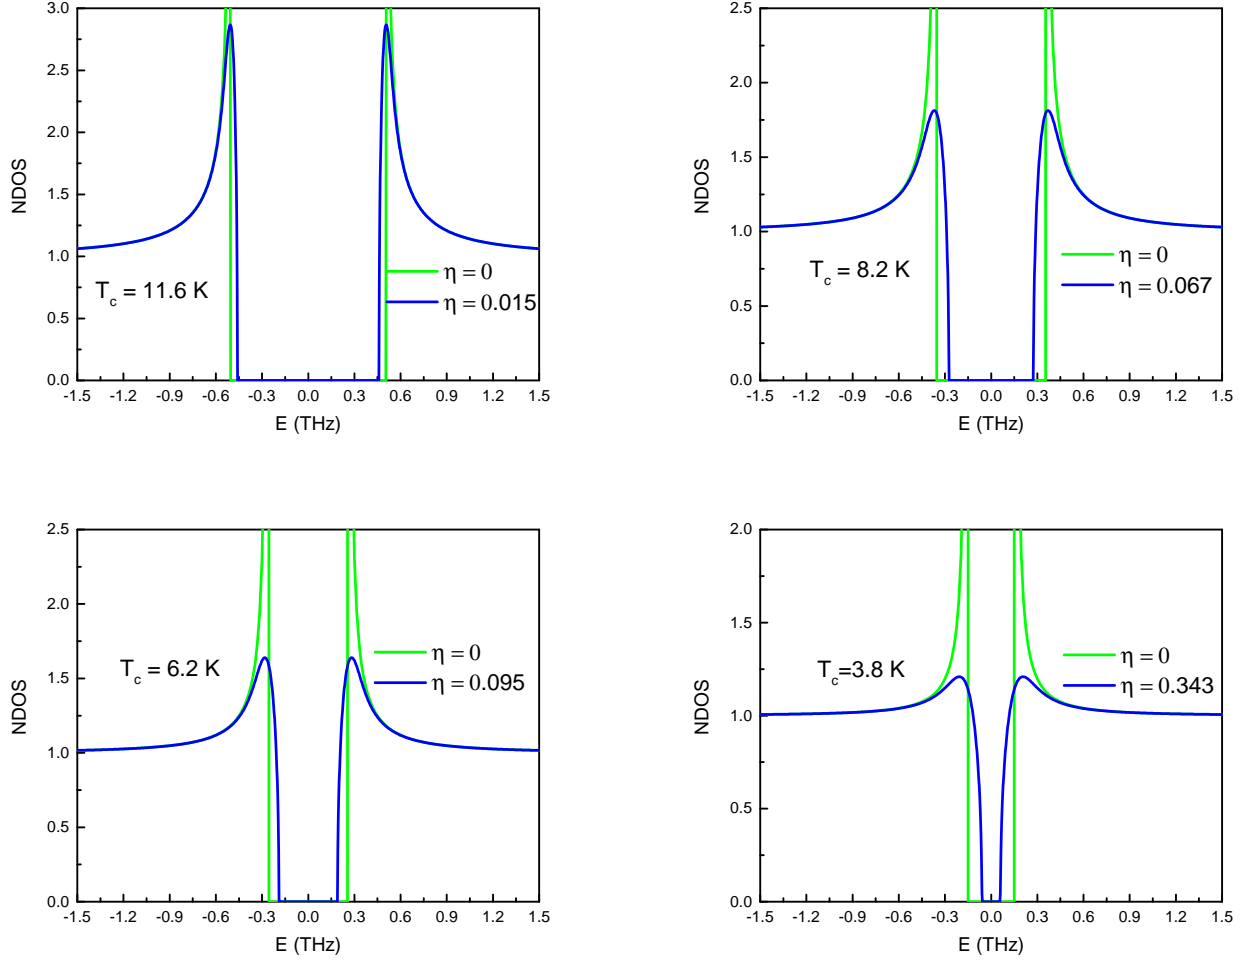 3.0
2.5
2.0
1.5
1.0
0.5
0.0
NDOS
T_c = 11.6 K
η = 0
η = 0.015
-1.5 -1.2 -0.9 -0.6 -0.3 0.0 0.3 0.6 0.9 1.2 1.5
E (THz)
2.5
2.0
1.5
1.0
0.5
0.0
NDOS
T_c = 8.2 K
η = 0
η = 0.067
-1.5 -1.2 -0.9 -0.6 -0.3 0.0 0.3 0.6 0.9 1.2 1.5
E (THz)
2.5
2.0
1.5
1.0
0.5
0.0
NDOS
T_c = 6.2 K
η = 0
η = 0.095
-1.5 -1.2 -0.9 -0.6 -0.3 0.0 0.3 0.6 0.9 1.2 1.5
E (THz)
2.0
1.5
1.0
0.5
0.0
NDOS
T_c=3.8 K
η = 0
η = 0.343
-1.5 -1.2 -0.9 -0.6 -0.3 0.0 0.3 0.6 0.9 1.2 1.5
E (THz)